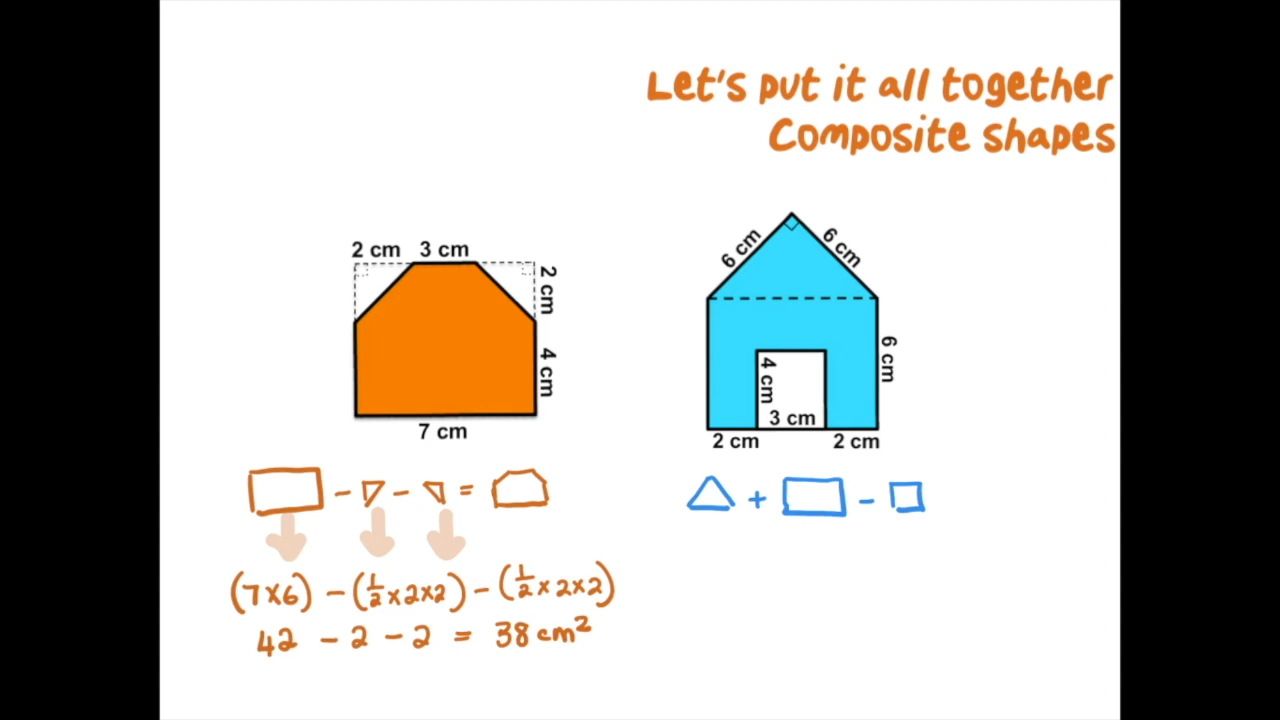 Let's put it all together
Composite shapes
2 cm 3 cm
2 cm
4 cm
7 cm
6 cm
6 cm
6 cm
4 cm
3 cm
2 cm 2 cm
- - =
+ -
(7×6) - (1/2 × 2×2) - (1/2 × 2×2)
42 - 2 - 2 = 38 cm²